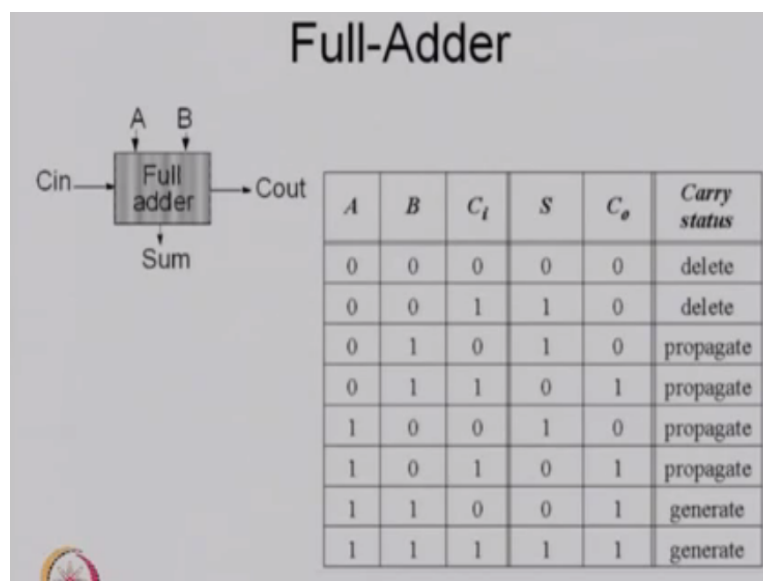 Full-Adder
A B
Cin
Full
adder
Cout
Sum
A B Ci S Co Carry status
0 0 0 0 0 delete
0 0 1 1 0 delete
0 1 0 1 0 propagate
0 1 1 0 1 propagate
1 0 0 1 0 propagate
1 0 1 0 1 propagate
1 1 0 0 1 generate
1 1 1 1 1 generate